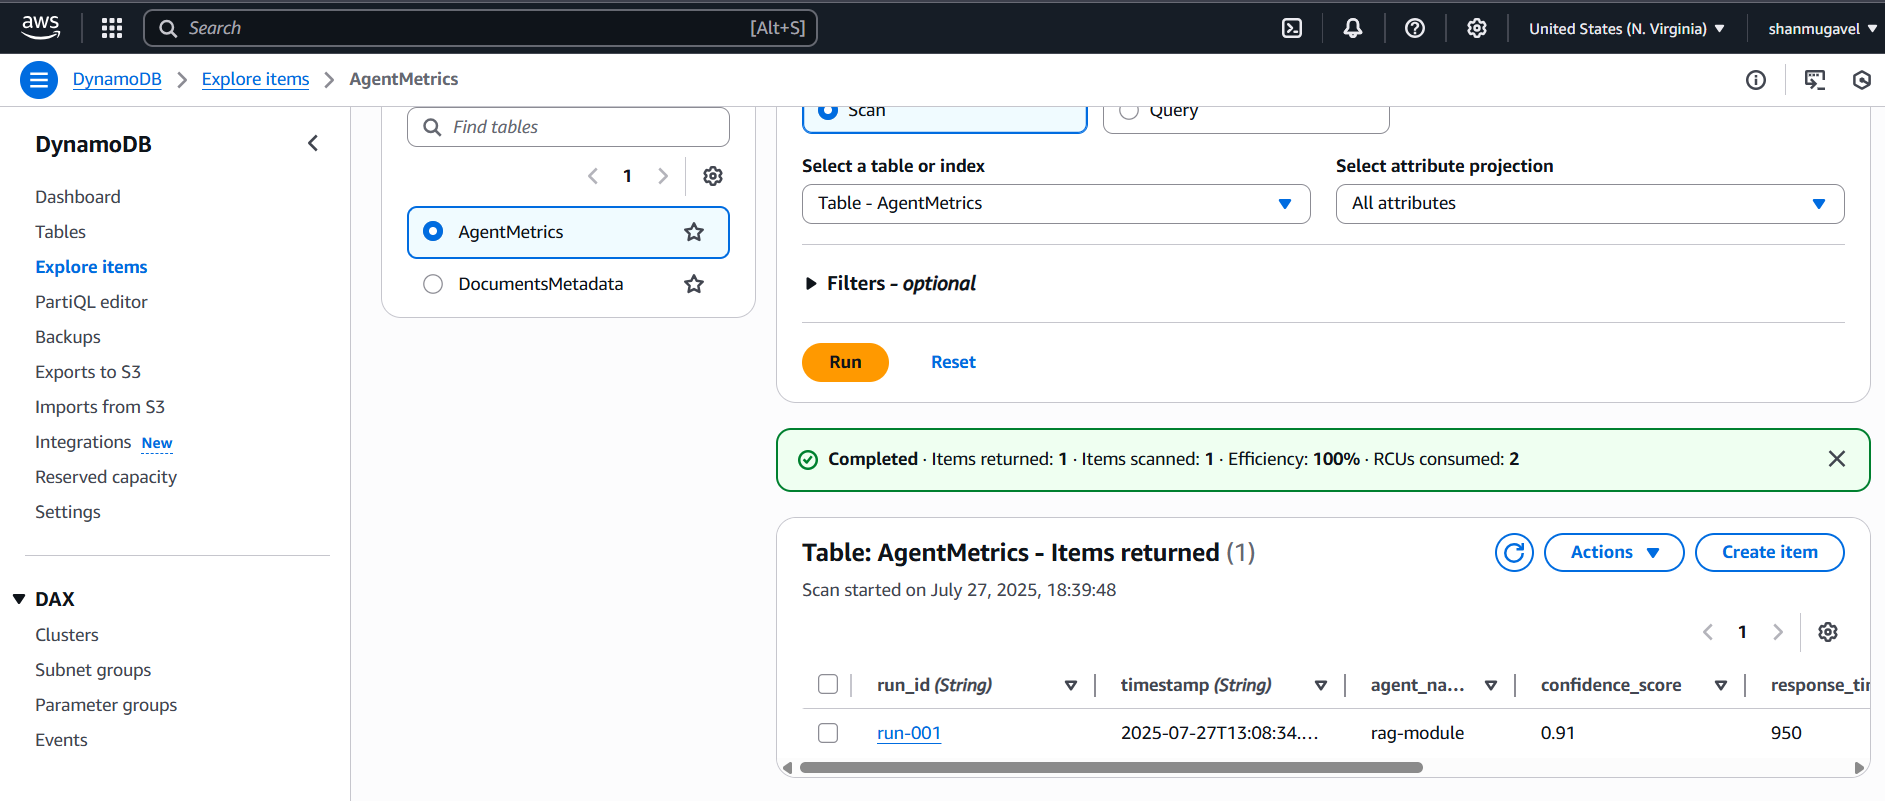 aws
Search [Alt+S]
United States (N. Virginia)
shanmugavel
DynamoDB
Explore items
AgentMetrics
DynamoDB
Dashboard
Tables
Explore items
PartiQL editor
Backups
Exports to S3
Imports from S3
Integrations New
Reserved capacity
Settings
DAX
Clusters
Subnet groups
Parameter groups
Events
Find tables
1
AgentMetrics
DocumentsMetadata
Scan
Query
Select a table or index
Table - AgentMetrics
Select attribute projection
All attributes
Filters - optional
Run
Reset
Completed · Items returned: 1 · Items scanned: 1 · Efficiency: 100% · RCUs consumed: 2
Table: AgentMetrics - Items returned (1)
Scan started on July 27, 2025, 18:39:48
Actions
Create item
1
run_id (String) timestamp (String) agent_na... confidence_score response_tin
run-001 2025-07-27T13:08:34.... rag-module 0.91 950